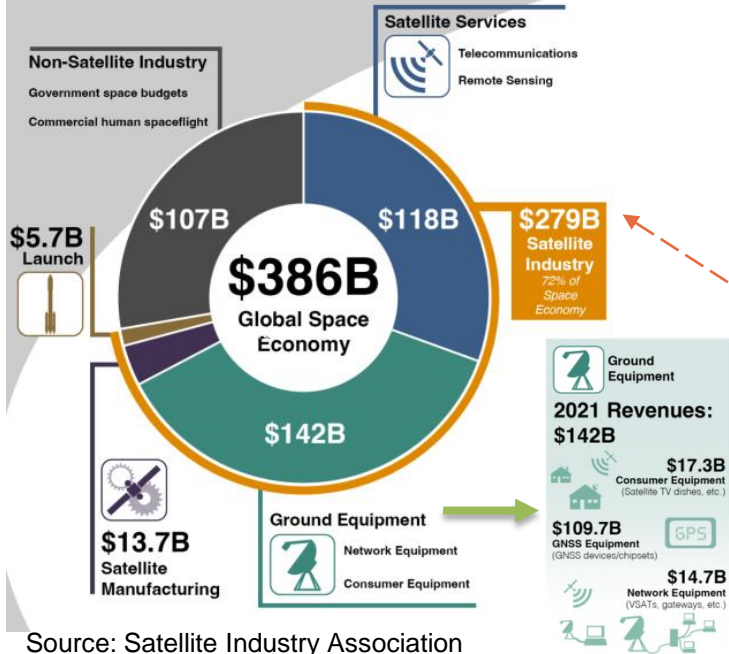 Satellite Services
Telecommunications
Remote Sensing
Non-Satellite Industry
Government space budgets
Commercial human spaceflight
$107B
$118B
$279B
Satellite
Industry
72% of
Space
Economy
$5.7B
Launch
$386B
Global Space
Economy
$142B
$13.7B
Satellite
Manufacturing
Ground Equipment
Network Equipment
Consumer Equipment
Ground
Equipment
2021 Revenues:
$142B
$17.3B
Consumer Equipment
(Satellite TV dishes, etc.)
$109.7B
GNSS Equipment
(GNSS devices/chipsets)
GPS
$14.7B
Network Equipment
(VSATs, gateways, etc.)
Source: Satellite Industry Association